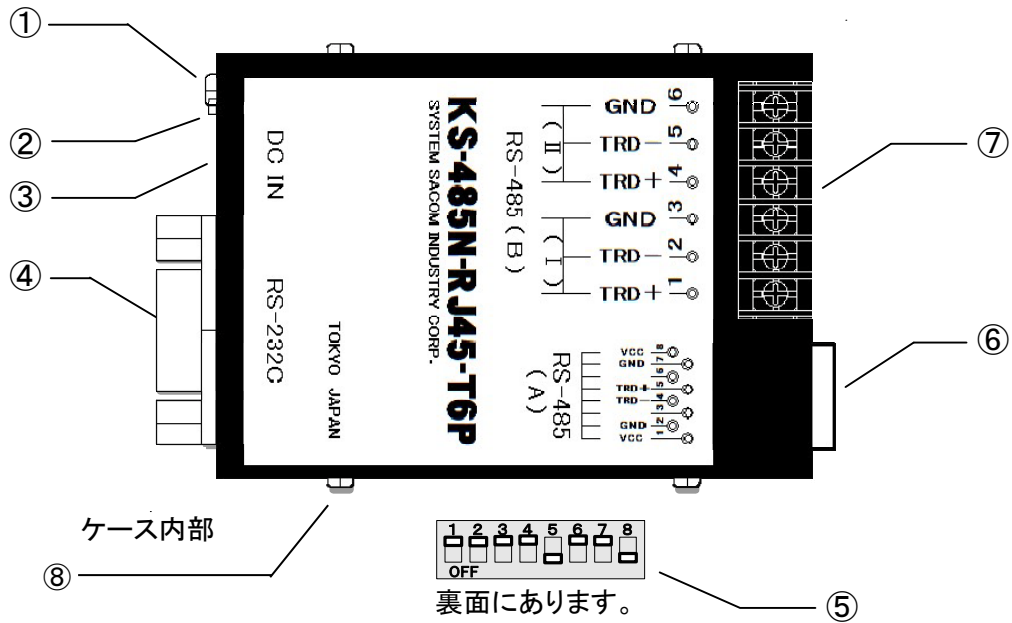 ①
②
③
④
⑤
⑥
⑦
⑧
DC IN
RS-232C
TOKYO JAPAN
KS-485N-RJ45-T6P
SYSTEM SACOM INDUSTRY CORP.
RS-485(B)
(II)
GND 6
TRD- 5
TRD+ 4
(I)
GND 3
TRD- 2
TRD+ 1
RS-485
(A)
VCC 8
GND 7
6
TRD+ 5
TRD- 4
3
GND 2
VCC 1
ケース内部
1 2 3 4 5 6 7 8
OFF
裏面にあります。